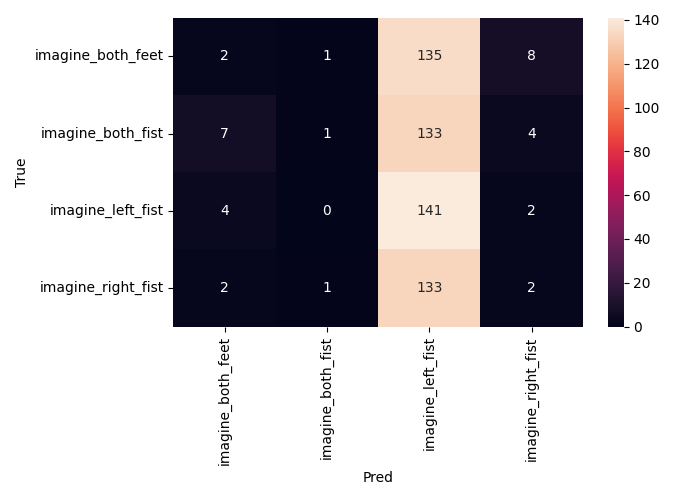 imagine_both_feet 2 1 135 8
imagine_both_fist 7 1 133 4
imagine_left_fist 4 0 141 2
imagine_right_fist 2 1 133 2
True
imagine_both_feet
imagine_both_fist
imagine_left_fist
imagine_right_fist
Pred
140
120
100
80
60
40
20
0